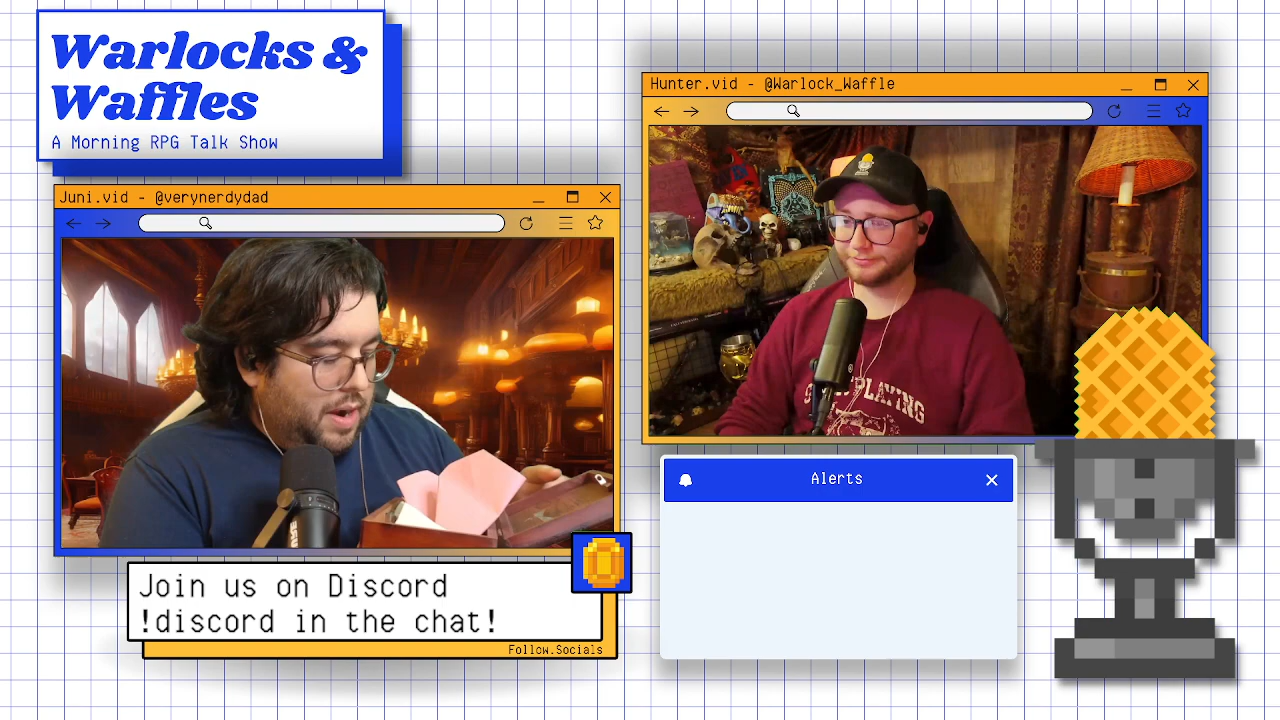 Warlocks &
Waffles
A Morning RPG Talk Show
Juni.vid - @verynerdydad
Hunter.vid - @Warlock_Waffle
Alerts
Join us on Discord
!discord in the chat!
Follow.Socials